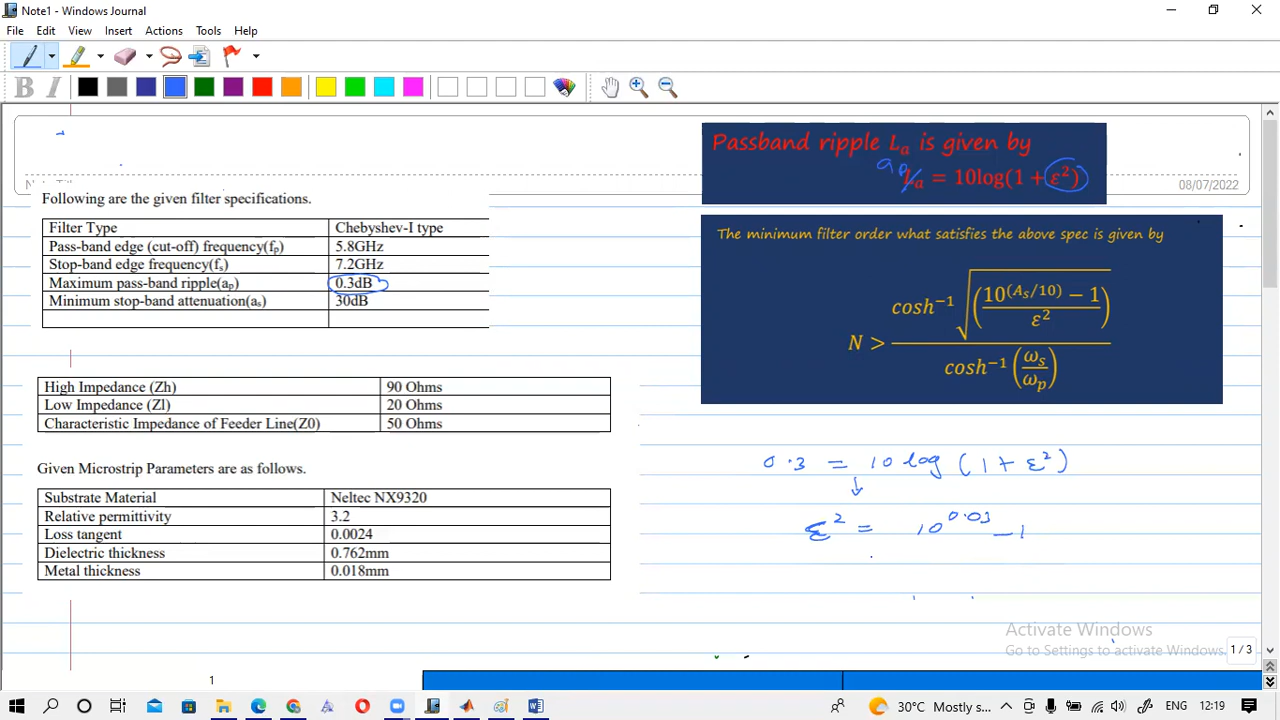 Note1 - Windows Journal
File Edit View Insert Actions Tools Help
B I
Note Title
08/07/2022
Following are the given filter specifications.
Filter Type Chebyshev-I type
Pass-band edge (cut-off) frequency(fp) 5.8GHz
Stop-band edge frequency(fs) 7.2GHz
Maximum pass-band ripple(ap) 0.3dB
Minimum stop-band attenuation(as) 30dB
High Impedance (Zh) 90 Ohms
Low Impedance (Zl) 20 Ohms
Characteristic Impedance of Feeder Line(Z0) 50 Ohms
Given Microstrip Parameters are as follows.
Substrate Material Neltec NX9320
Relative permittivity 3.2
Loss tangent 0.0024
Dielectric thickness 0.762mm
Metal thickness 0.018mm
Passband ripple La is given by
ap La = 10log(1 + ε²)
The minimum filter order what satisfies the above spec is given by
N > cosh⁻¹ √((10^(As/10) − 1)/ε²) / cosh⁻¹(ωs/ωp)
0.3 = 10 log (1 + ε²)
↓
ε² = 10^0.03 − 1
Activate Windows
Go to Settings to activate Windows.
1 / 3
1
30°C Mostly s... ENG 12:19